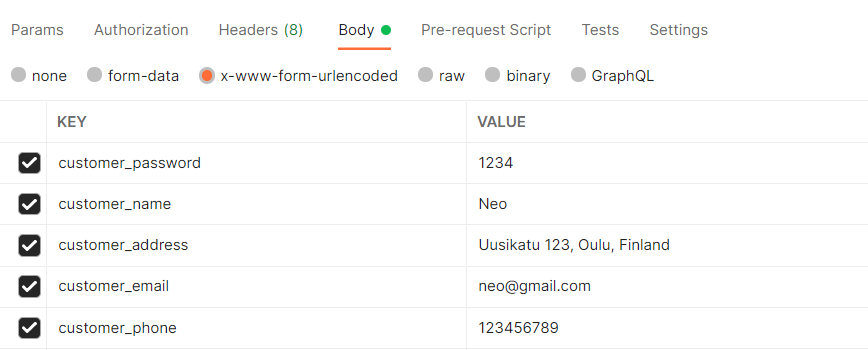 Params Authorization Headers (8) Body Pre-request Script Tests Settings
none form-data x-www-form-urlencoded raw binary GraphQL
KEY VALUE
customer_password 1234
customer_name Neo
customer_address Uusikatu 123, Oulu, Finland
customer_email neo@gmail.com
customer_phone 123456789